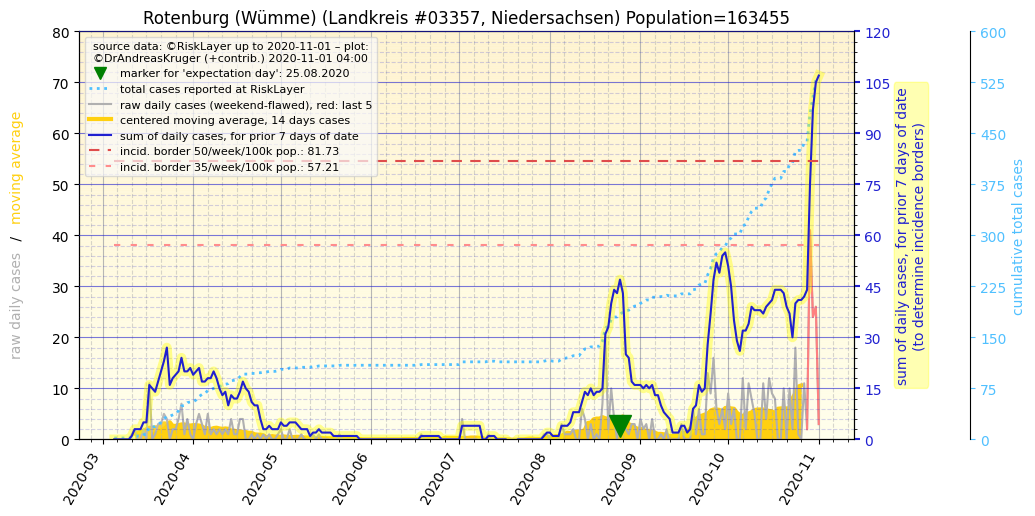 Rotenburg (Wümme) (Landkreis #03357, Niedersachsen) Population=163455
source data: ©RiskLayer up to 2020-11-01 – plot:
©DrAndreasKruger (+contrib.) 2020-11-01 04:00
marker for 'expectation day': 25.08.2020
total cases reported at RiskLayer
raw daily cases (weekend-flawed), red: last 5
centered moving average, 14 days cases
sum of daily cases, for prior 7 days of date
incid. border 50/week/100k pop.: 81.73
incid. border 35/week/100k pop.: 57.21
raw daily cases / moving average
80
70
60
50
40
30
20
10
0
120
105
90
75
60
45
30
15
0
sum of daily cases, for prior 7 days of date
(to determine incidence borders)
600
525
450
375
300
225
150
75
0
cumulative total cases
2020-03
2020-04
2020-05
2020-06
2020-07
2020-08
2020-09
2020-10
2020-11